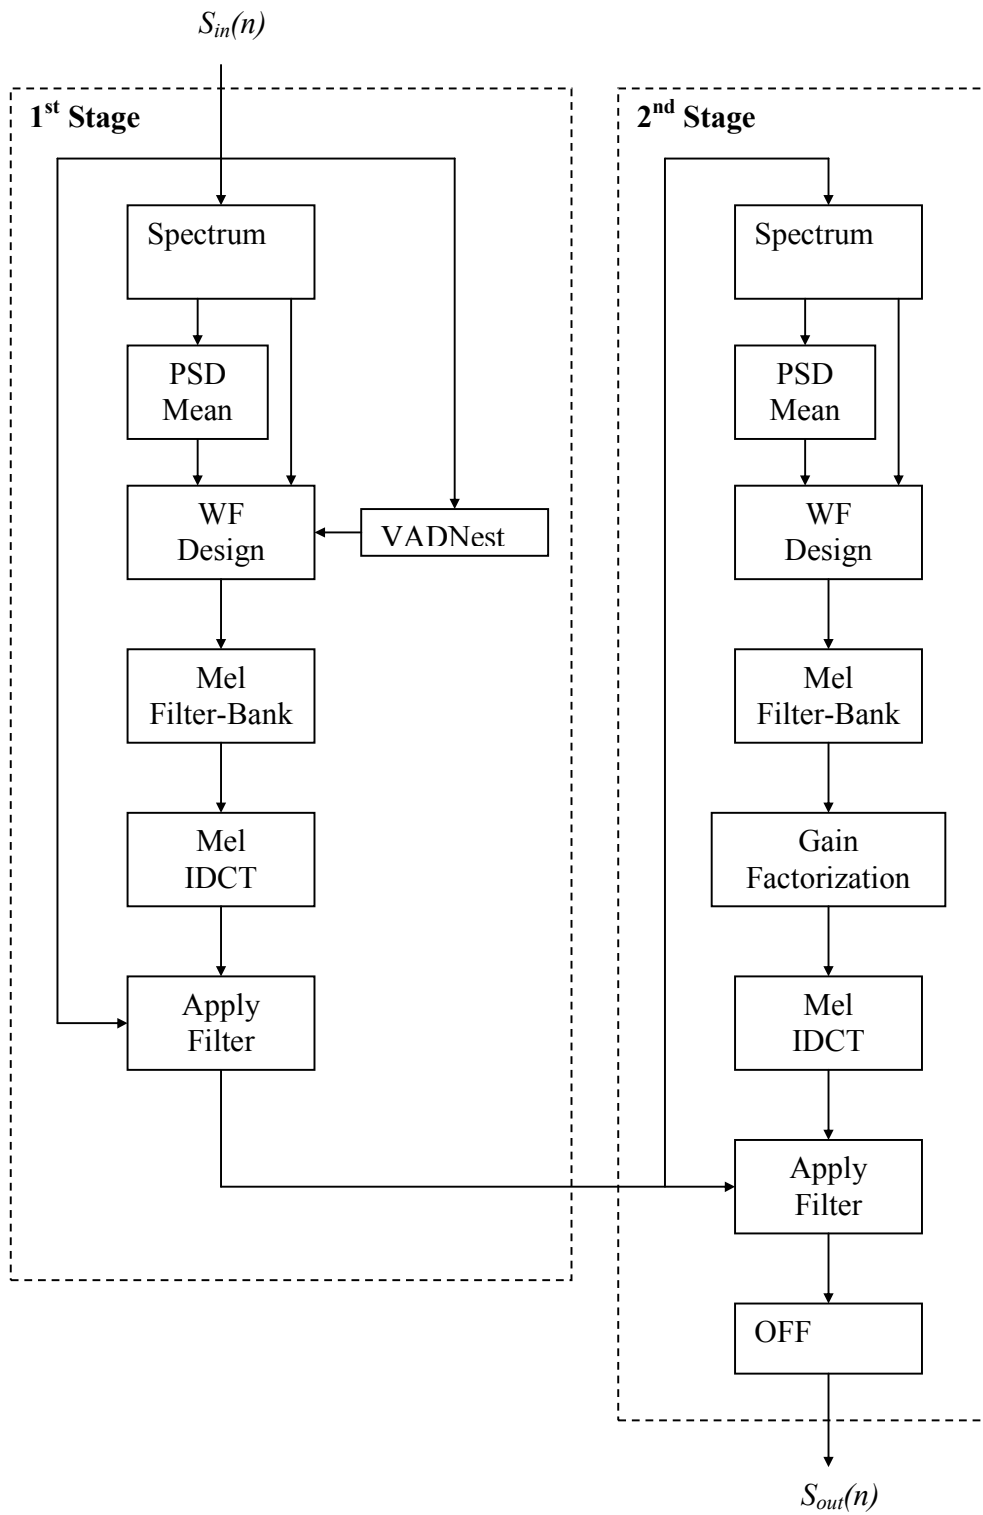 S_in(n)
1st Stage
Spectrum
PSD
Mean
WF
Design
VADNest
Mel
Filter-Bank
Mel
IDCT
Apply
Filter
2nd Stage
Spectrum
PSD
Mean
WF
Design
Mel
Filter-Bank
Gain
Factorization
Mel
IDCT
Apply
Filter
OFF
S_out(n)